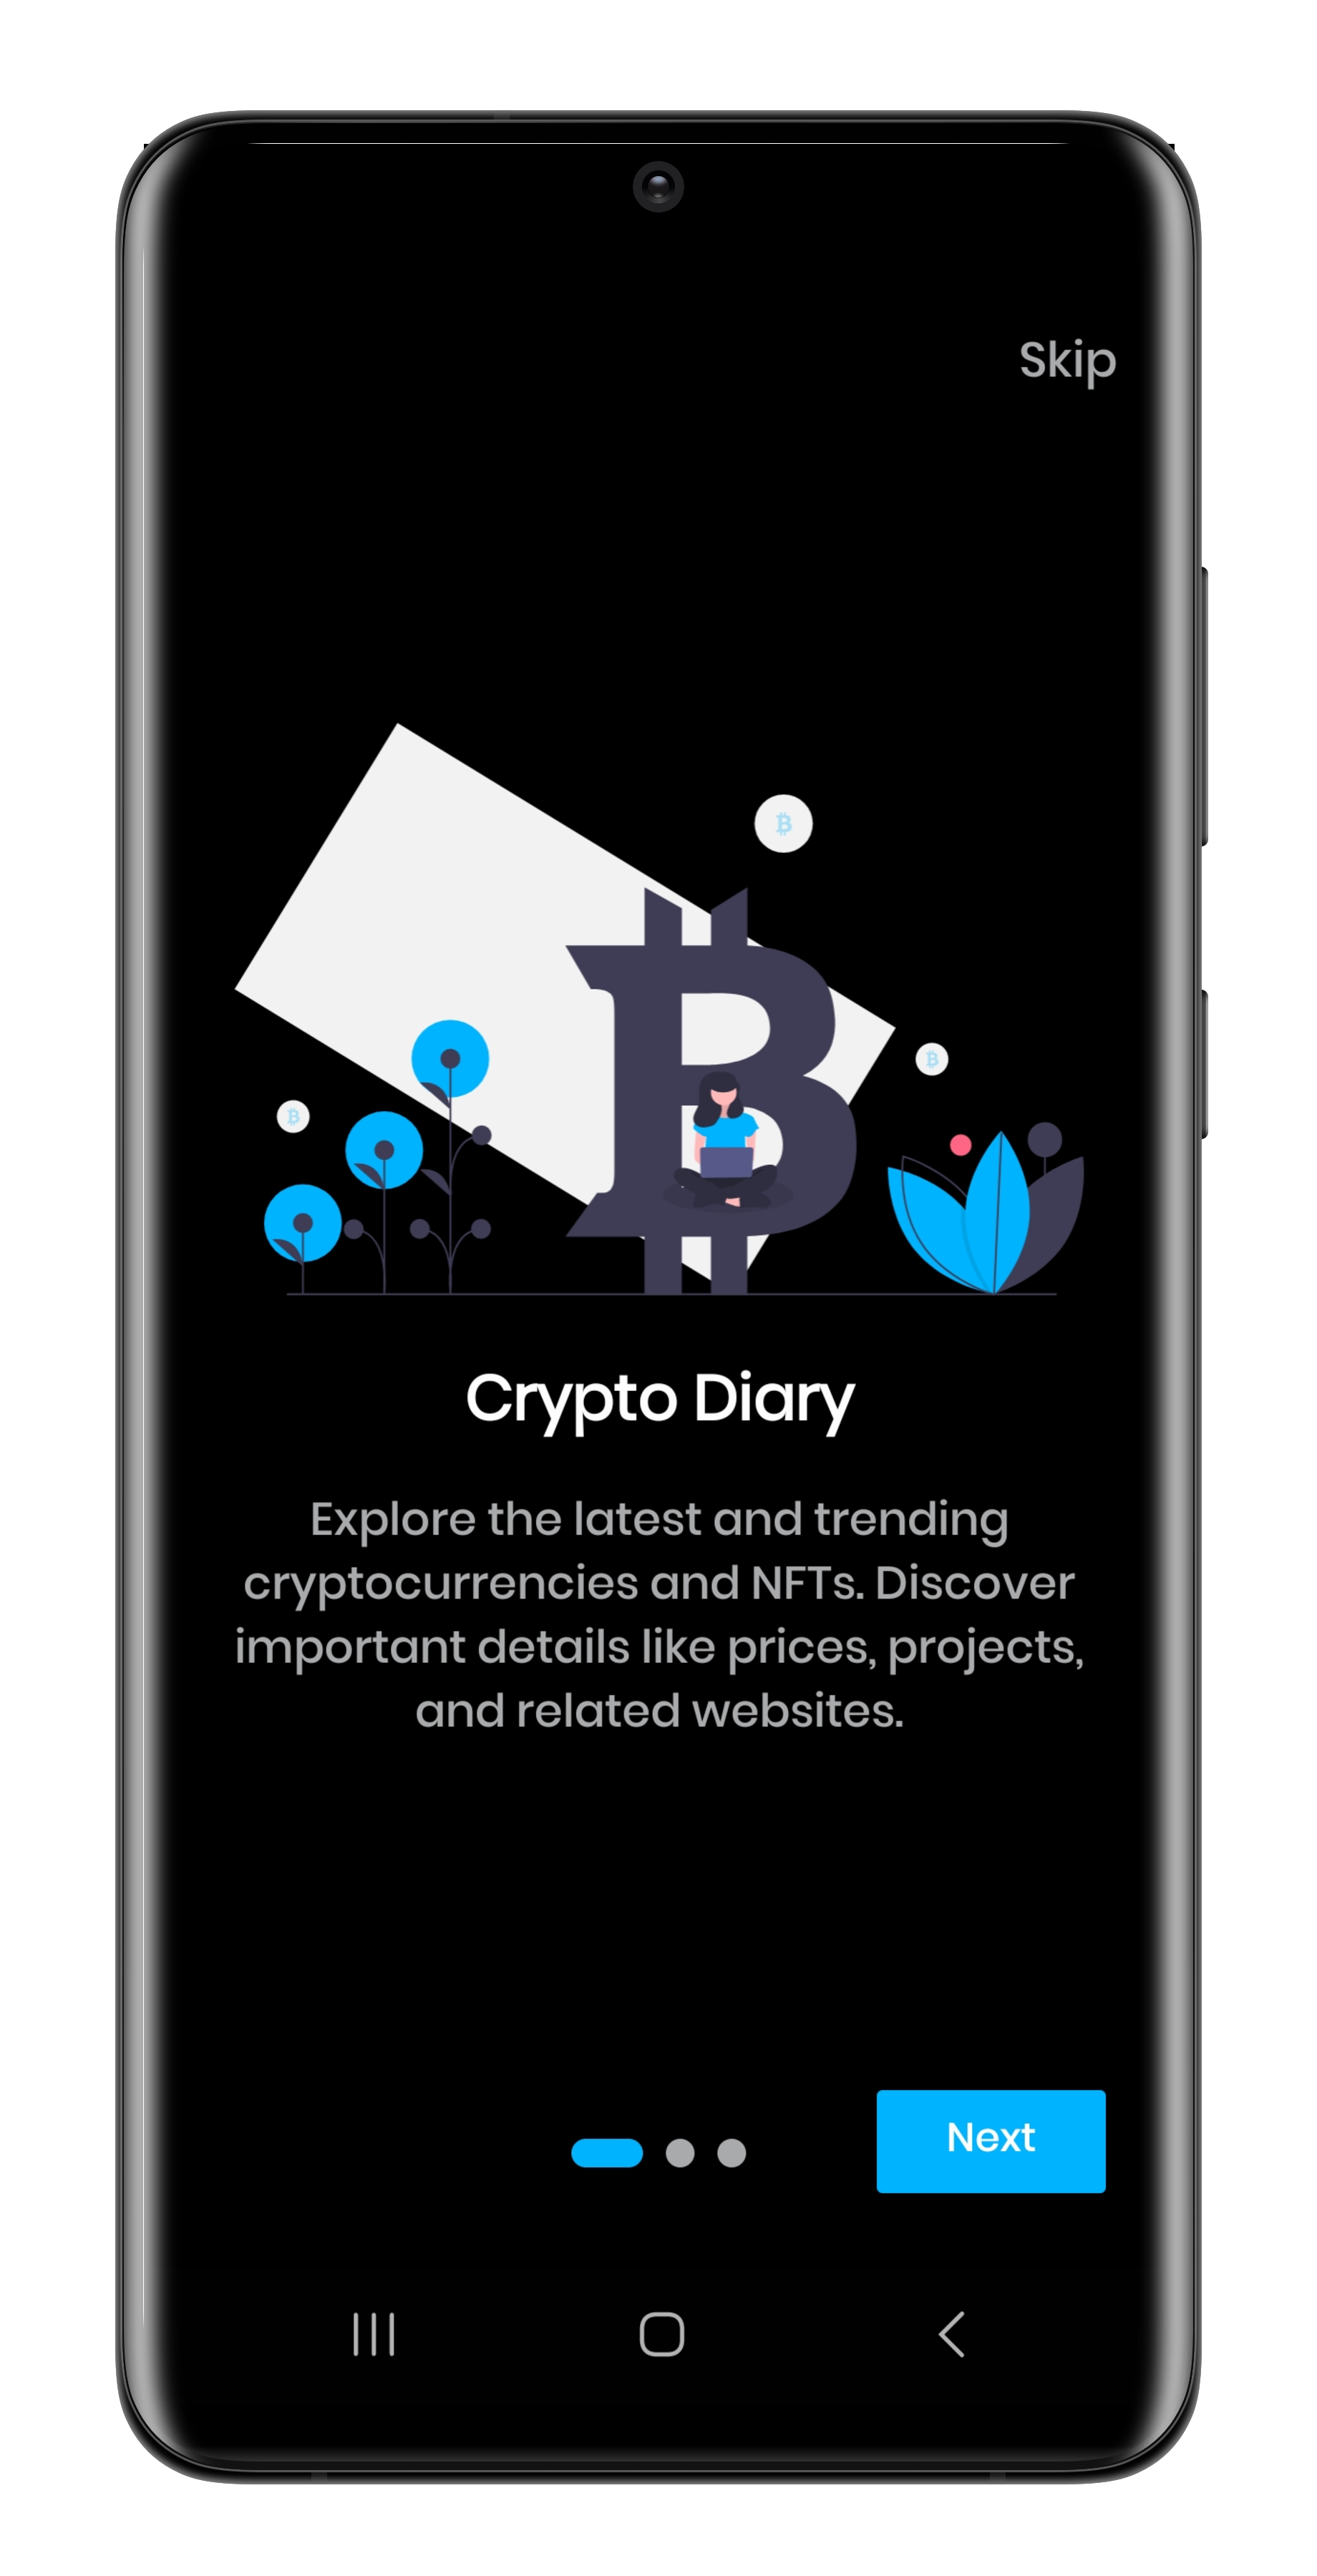 Skip
Crypto Diary
Explore the latest and trending
cryptocurrencies and NFTs. Discover
important details like prices, projects,
and related websites.
Next